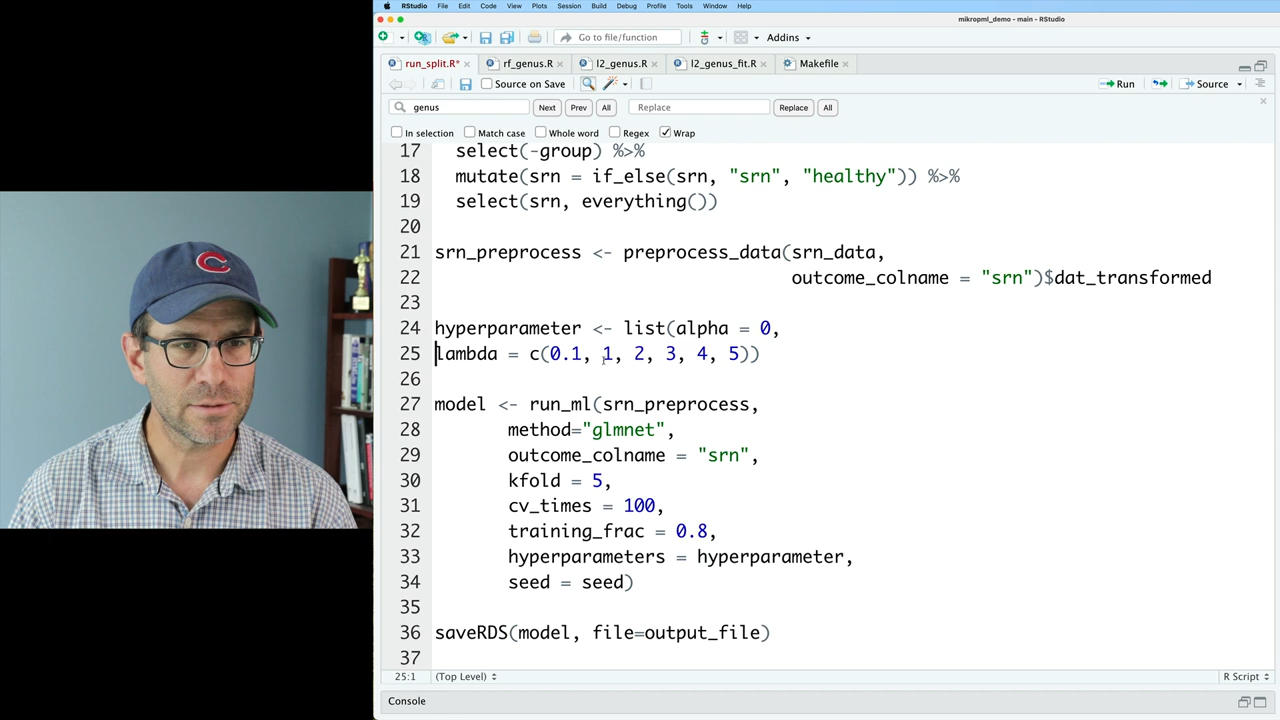 RStudio File Edit Code View Plots Session Build Debug Profile Tools Window Help
mikropml_demo - main - RStudio
Go to file/function Addins
run_split.R* rf_genus.R l2_genus.R l2_genus_fit.R Makefile
Source on Save Run Source
genus Next Prev All Replace Replace All
In selection Match case Whole word Regex Wrap
17 select(-group) %>%
18 mutate(srn = if_else(srn, "srn", "healthy")) %>%
19 select(srn, everything())
20
21 srn_preprocess <- preprocess_data(srn_data,
22 outcome_colname = "srn")$dat_transformed
23
24 hyperparameter <- list(alpha = 0,
25 lambda = c(0.1, 1, 2, 3, 4, 5))
26
27 model <- run_ml(srn_preprocess,
28 method="glmnet",
29 outcome_colname = "srn",
30 kfold = 5,
31 cv_times = 100,
32 training_frac = 0.8,
33 hyperparameters = hyperparameter,
34 seed = seed)
35
36 saveRDS(model, file=output_file)
37
25:1 (Top Level) R Script
Console
C